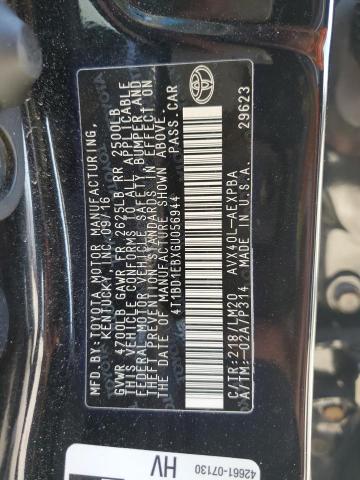 MFD. BY: TOYOTA MOTOR MANUFACTURING,
KENTUCKY, INC. 09/16
GVWR 4700LB GAWR FR 2625LB RR 2500LB
THIS VEHICLE CONFORMS TO ALL APPLICABLE
FEDERAL MOTOR VEHICLE SAFETY, BUMPER, AND
THEFT PREVENTION STANDARDS IN EFFECT ON
THE DATE OF MANUFACTURE SHOWN ABOVE.
4T1BD1EBXGU056944 PASS.CAR
TOYOTA
C/TR:218/LM20 AVX40L-AEXPBA
A/TM:-02A/P314 MADE IN U.S.A. 29623
42661-07130
HV